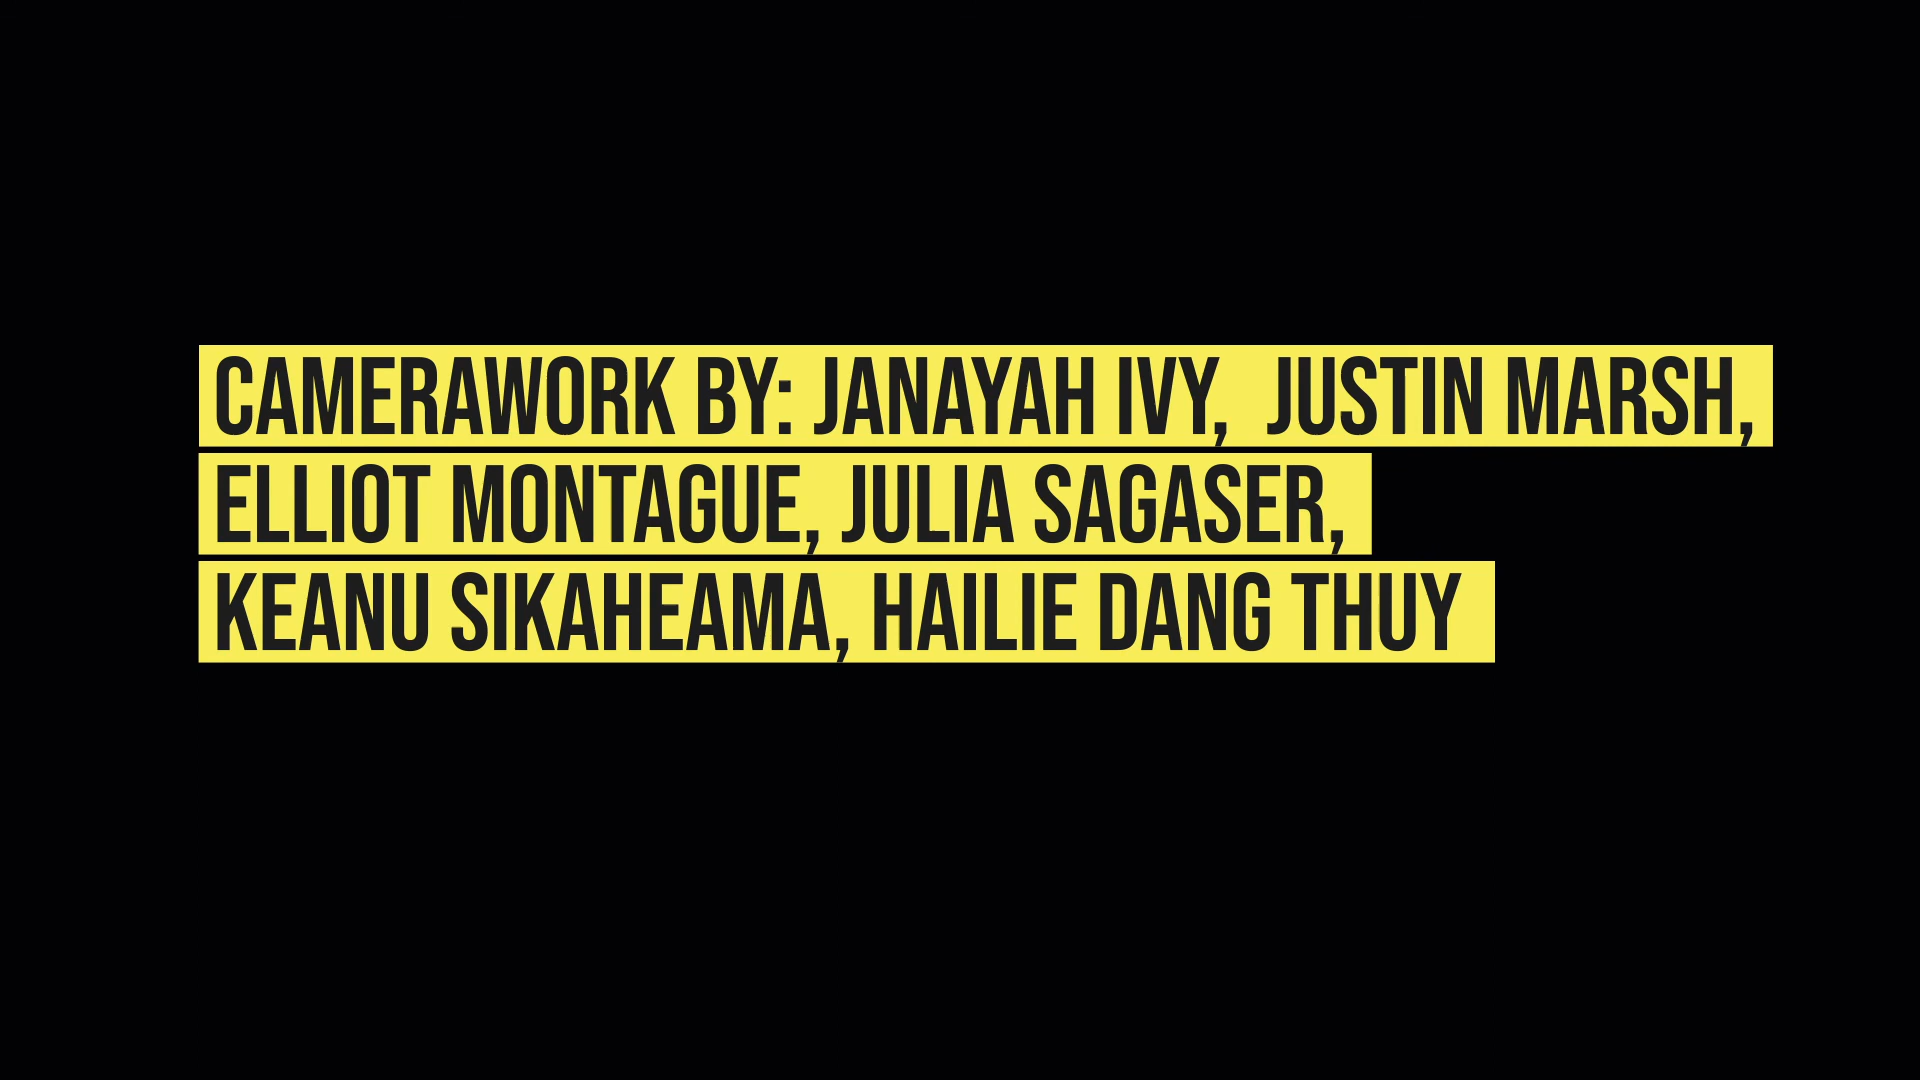 CAMERAWORK BY: JANAYAH IVY,  JUSTIN MARSH,
ELLIOT MONTAGUE, JULIA SAGASER,
KEANU SIKAHEAMA, HAILIE DANG THUY